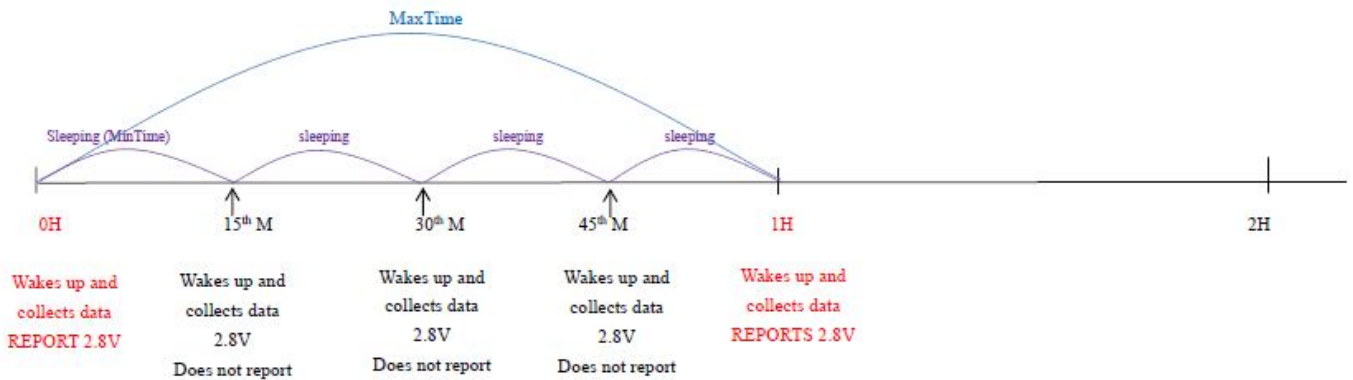 MaxTime
Sleeping (MinTime)
sleeping
sleeping
sleeping
0H
15th M
30th M
45th M
1H
2H
Wakes up and
collects data
REPORT 2.8V
Wakes up and
collects data
2.8V
Does not report
Wakes up and
collects data
2.8V
Does not report
Wakes up and
collects data
2.8V
Does not report
Wakes up and
collects data
REPORTS 2.8V